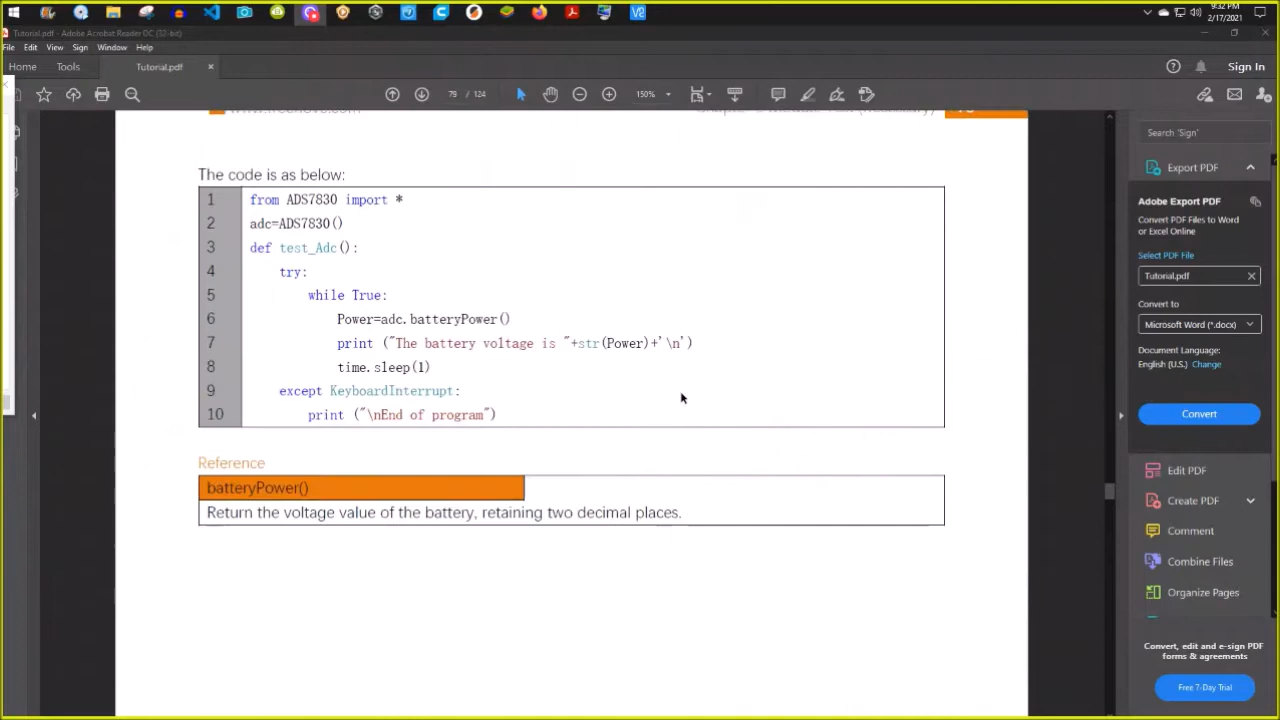 9:32 PM
2/17/2021
Tutorial.pdf - Adobe Acrobat Reader DC (32-bit)
File Edit View Sign Window Help
Home Tools Tutorial.pdf × Sign In
79 / 124 150%
Search 'Sign'
The code is as below:
1 from ADS7830 import *
2 adc=ADS7830()
3 def test_Adc():
4 try:
5 while True:
6 Power=adc.batteryPower()
7 print ("The battery voltage is "+str(Power)+'\n')
8 time.sleep(1)
9 except KeyboardInterrupt:
10 print ("\nEnd of program")
Reference
batteryPower()
Return the voltage value of the battery, retaining two decimal places.
Export PDF
Adobe Export PDF
Convert PDF Files to Word
or Excel Online
Select PDF File
Tutorial.pdf ×
Convert to
Microsoft Word (*.docx)
Document Language:
English (U.S.) Change
Convert
Edit PDF
Create PDF
Comment
Combine Files
Organize Pages
Convert, edit and e-sign PDF
forms & agreements
Free 7-Day Trial